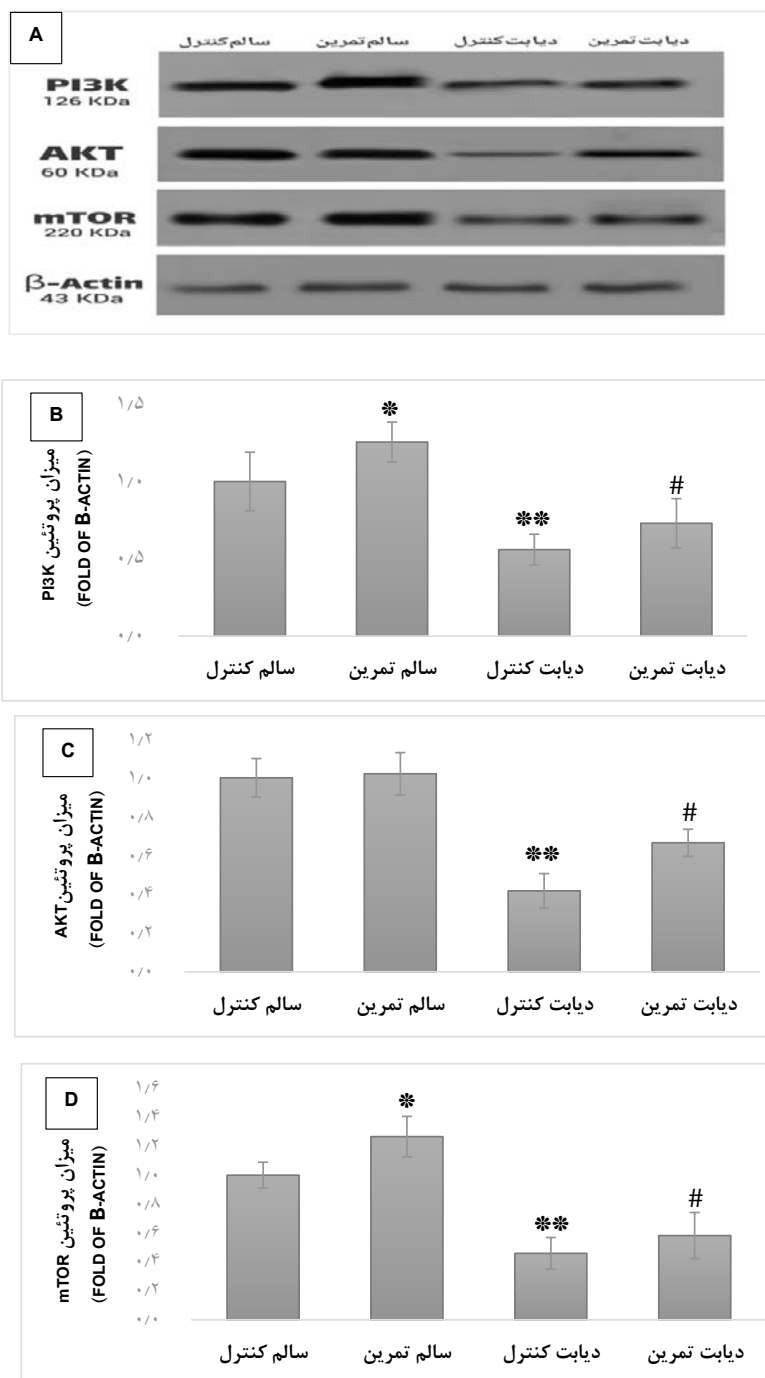 A
سالم کنترل سالم تمرین دیابت کنترل دیابت تمرین
PI3K
126 KDa
AKT
60 KDa
mTOR
220 KDa
β-Actin
43 KDa
B
میزان پروتئین PI3K
(FOLD OF B-ACTIN)
۱/۵
۱/۰
۰/۵
۰/۰
*
**
#
سالم کنترل سالم تمرین دیابت کنترل دیابت تمرین
C
میزان پروتئین AKT
(FOLD OF B-ACTIN)
۱/۲
۱/۰
۰/۸
۰/۶
۰/۴
۰/۲
۰/۰
**
#
سالم کنترل سالم تمرین دیابت کنترل دیابت تمرین
D
میزان پروتئین mTOR
(FOLD OF B-ACTIN)
۱/۶
۱/۴
۱/۲
۱/۰
۰/۸
۰/۶
۰/۴
۰/۲
۰/۰
*
**
#
سالم کنترل سالم تمرین دیابت کنترل دیابت تمرین